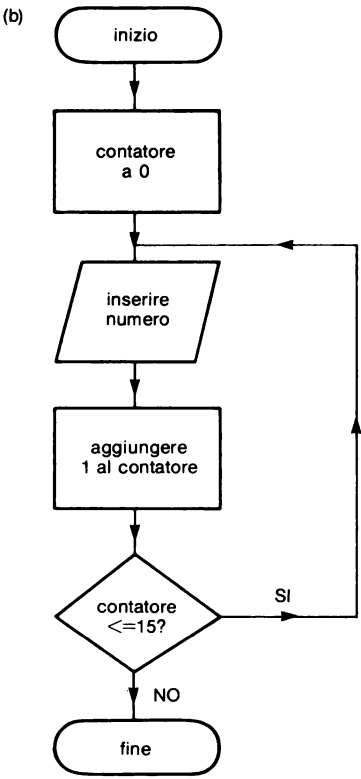 (b)
inizio
contatore
a 0
inserire
numero
aggiungere
1 al contatore
contatore
<=15?
SI
NO
fine